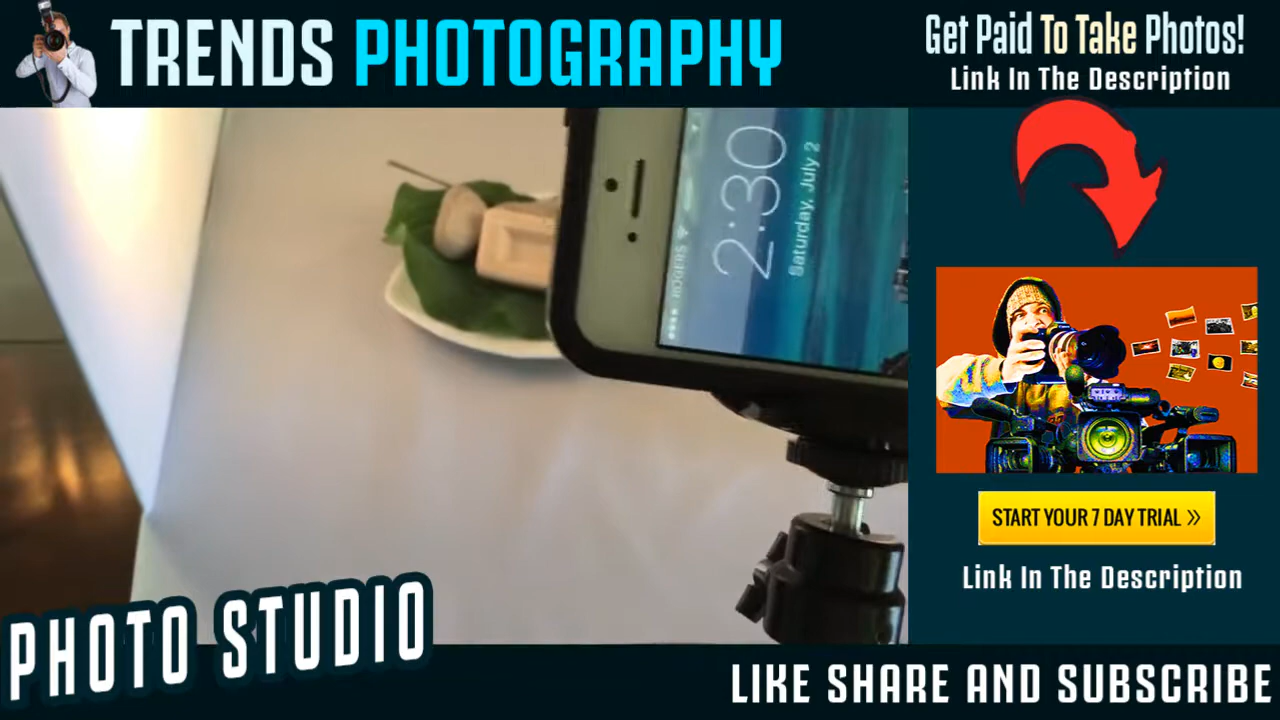 TRENDS PHOTOGRAPHY
Get Paid To Take Photos!
Link In The Description
ROGERS
2:30
Saturday, July 2
START YOUR 7 DAY TRIAL »
Link In The Description
PHOTO STUDIO
LIKE SHARE AND SUBSCRIBE